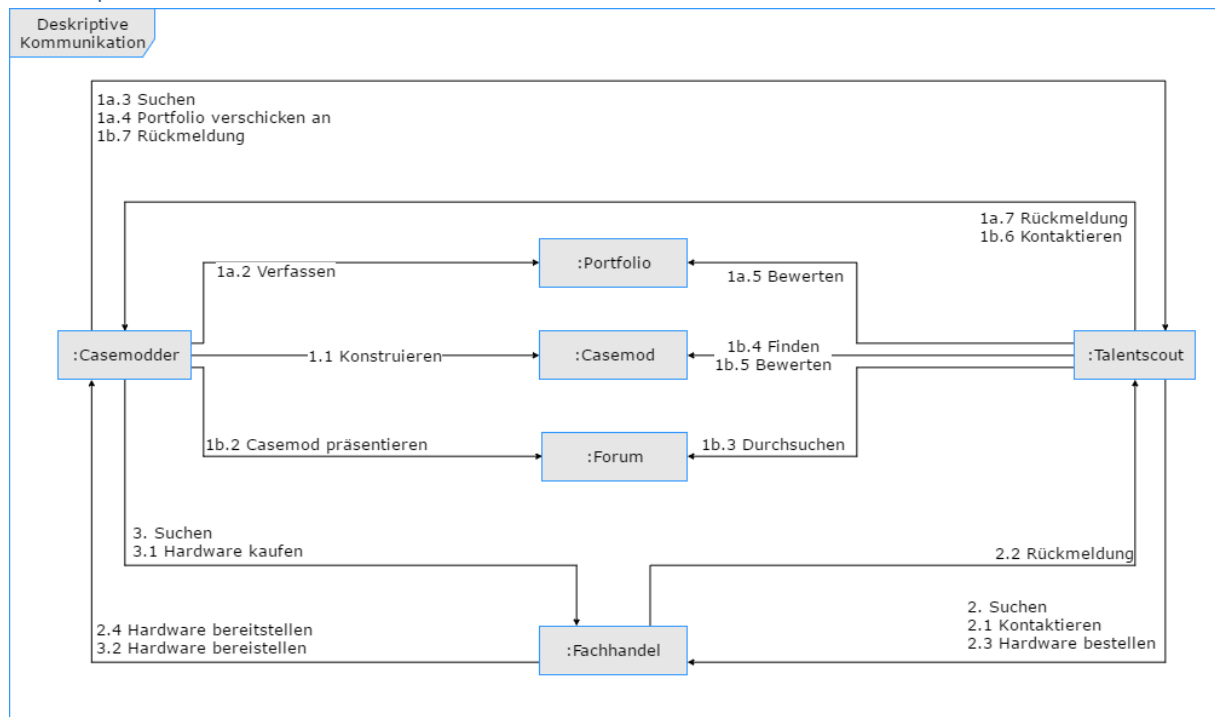 Deskriptive
Kommunikation
1a.3 Suchen
1a.4 Portfolio verschicken an
1b.7 Rückmeldung
1a.7 Rückmeldung
1b.6 Kontaktieren
1a.2 Verfassen
:Portfolio
1a.5 Bewerten
:Casemodder
1.1 Konstruieren
:Casemod
1b.4 Finden
1b.5 Bewerten
:Talentscout
1b.2 Casemod präsentieren
:Forum
1b.3 Durchsuchen
3. Suchen
3.1 Hardware kaufen
2.2 Rückmeldung
2.4 Hardware bereitstellen
3.2 Hardware bereistellen
:Fachhandel
2. Suchen
2.1 Kontaktieren
2.3 Hardware bestellen